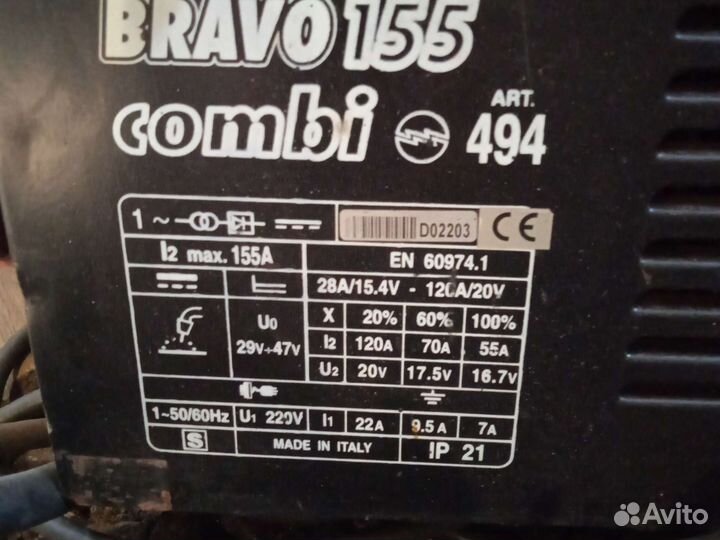 BRAVO 155
combi
ART.
494
1 ~
D02203 CE
I2 max. 155A
EN 60974.1
28A/15.4V - 120A/20V
U0
29V÷47V
X 20% 60% 100%
I2 120A 70A 55A
U2 20V 17.5V 16.7V
1~50/60Hz U1 220V I1 22A 9.5A 7A
S MADE IN ITALY IP 21
Avito